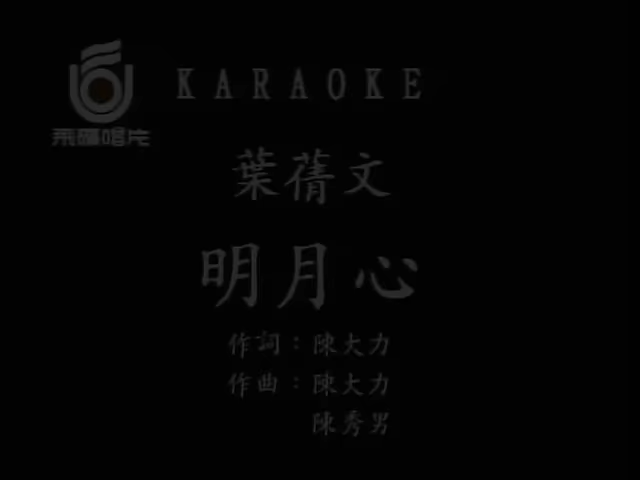 KARAOKE
飛碟唱片
葉蒨文
明月心
作詞：陳大力
作曲：陳大力
陳秀男